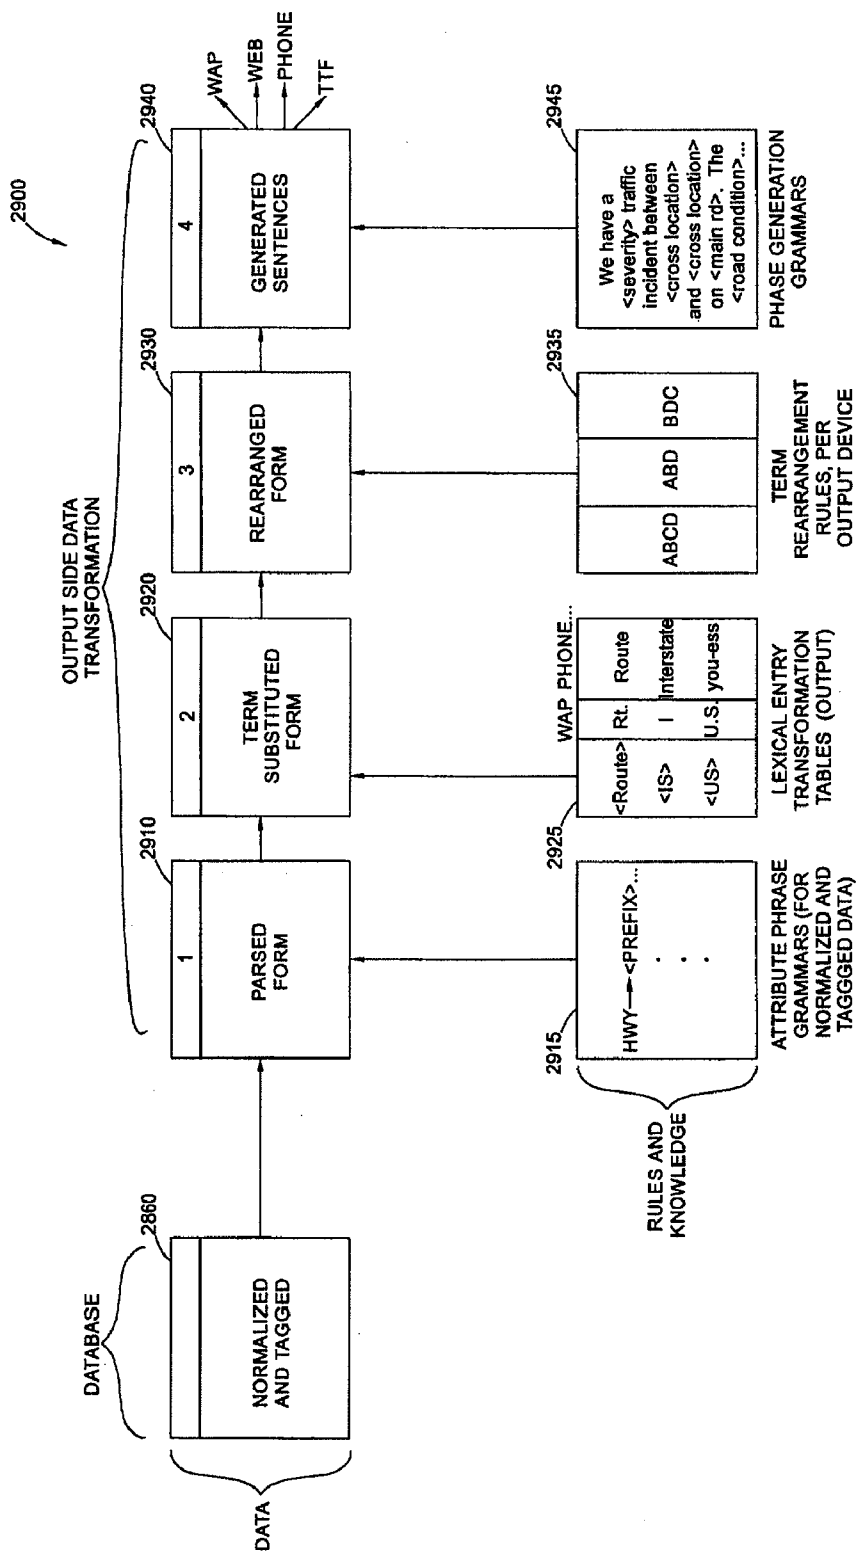 2900
OUTPUT SIDE DATA
TRANSFORMATION
DATABASE
2860
2910
2920
2930
2940
DATA
NORMALIZED
AND TAGGED
1
PARSED
FORM
2
TERM
SUBSTITUTED
FORM
3
REARRANGED
FORM
4
GENERATED
SENTENCES
WAP
WEB
PHONE
TTF
RULES AND
KNOWLEDGE
2915
HWY <PREFIX>...
ATTRIBUTE PHRASE
GRAMMARS (FOR
NORMALIZED AND
TAGGGED DATA)
2925
WAP PHONE...
<Route> Rt. Route
<IS> I Interstate
<US> U.S. you-ess
LEXICAL ENTRY
TRANSFORMATION
TABLES (OUTPUT)
2935
ABCD ABD BDC
TERM
REARRANGEMENT
RULES, PER
OUTPUT DEVICE
2945
We have a
<severity> traffic
incident between
<cross location>
and <cross location>
on <main rd>. The
<road condition>...
PHASE GENERATION
GRAMMARS